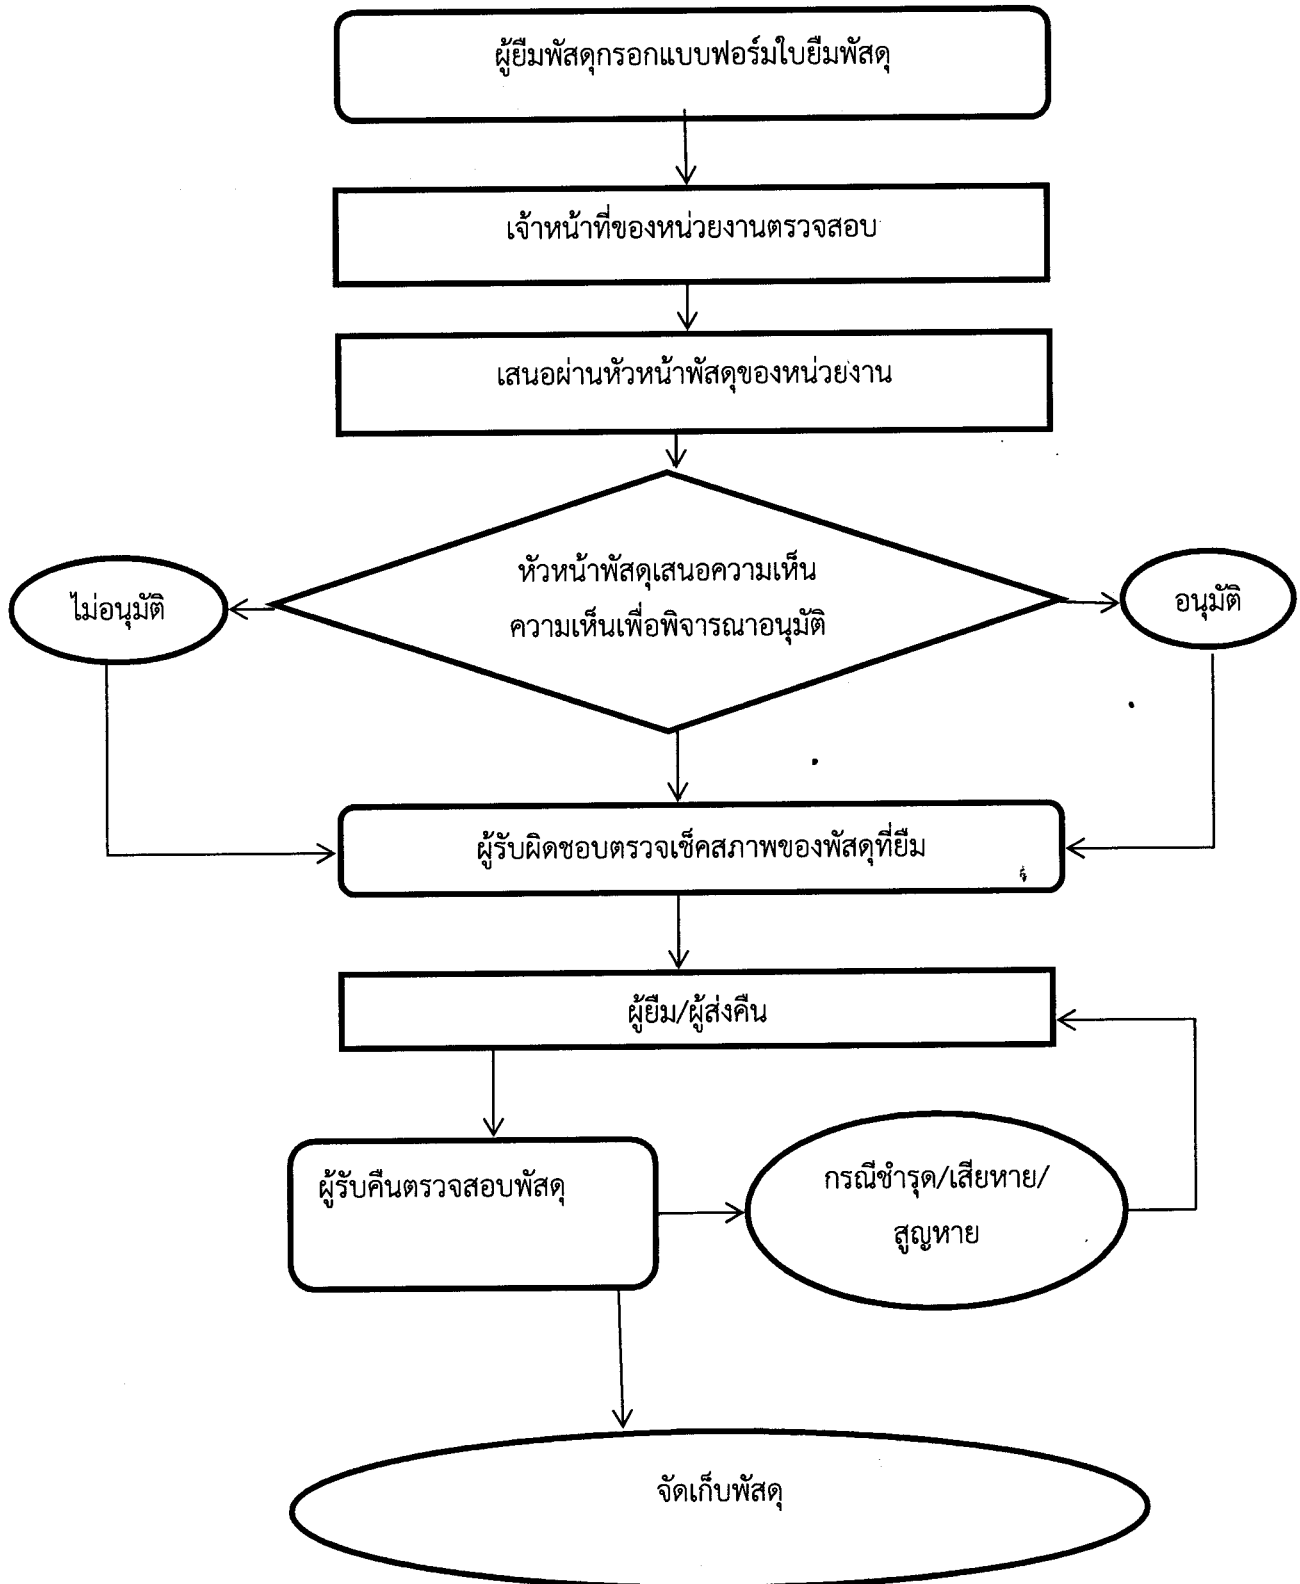 ผู้ยืมพัสดุกรอกแบบฟอร์มใบยืมพัสดุ
เจ้าหน้าที่ของหน่วยงานตรวจสอบ
เสนอผ่านหัวหน้าพัสดุของหน่วยงาน
หัวหน้าพัสดุเสนอความเห็น
ความเห็นเพื่อพิจารณาอนุมัติ
ไม่อนุมัติ
อนุมัติ
ผู้รับผิดชอบตรวจเช็คสภาพของพัสดุที่ยืม
ผู้ยืม/ผู้ส่งคืน
ผู้รับคืนตรวจสอบพัสดุ
กรณีชำรุด/เสียหาย/
สูญหาย
จัดเก็บพัสดุ